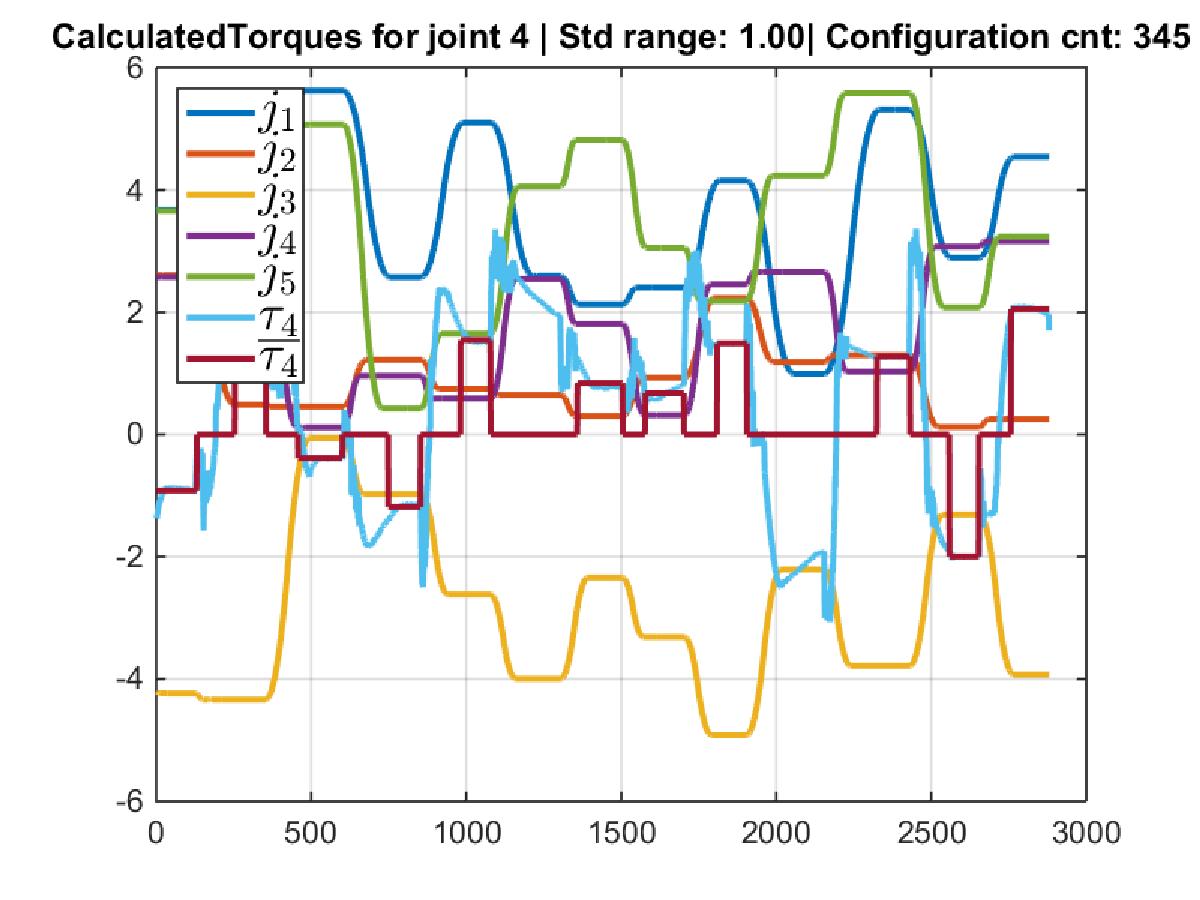 CalculatedTorques for joint 4 | Std range: 1.00| Configuration cnt: 345
6
4
2
0
-2
-4
-6
j1
j2
j3
j4
j5
τ4
τ̅4
0 500 1000 1500 2000 2500 3000